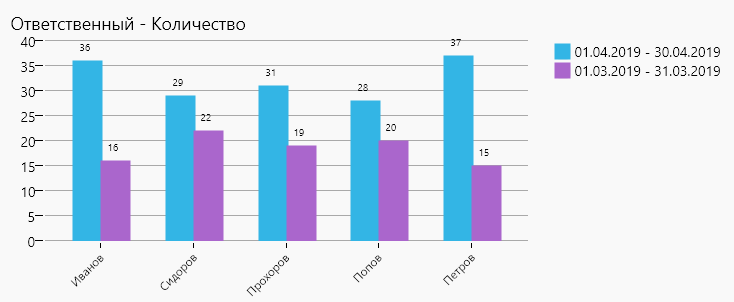 Ответственный - Количество
40
35
30
25
20
15
10
5
0
36
16
29
22
31
19
28
20
37
15
Иванов
Сидоров
Прохоров
Попов
Петров
01.04.2019 - 30.04.2019
01.03.2019 - 31.03.2019